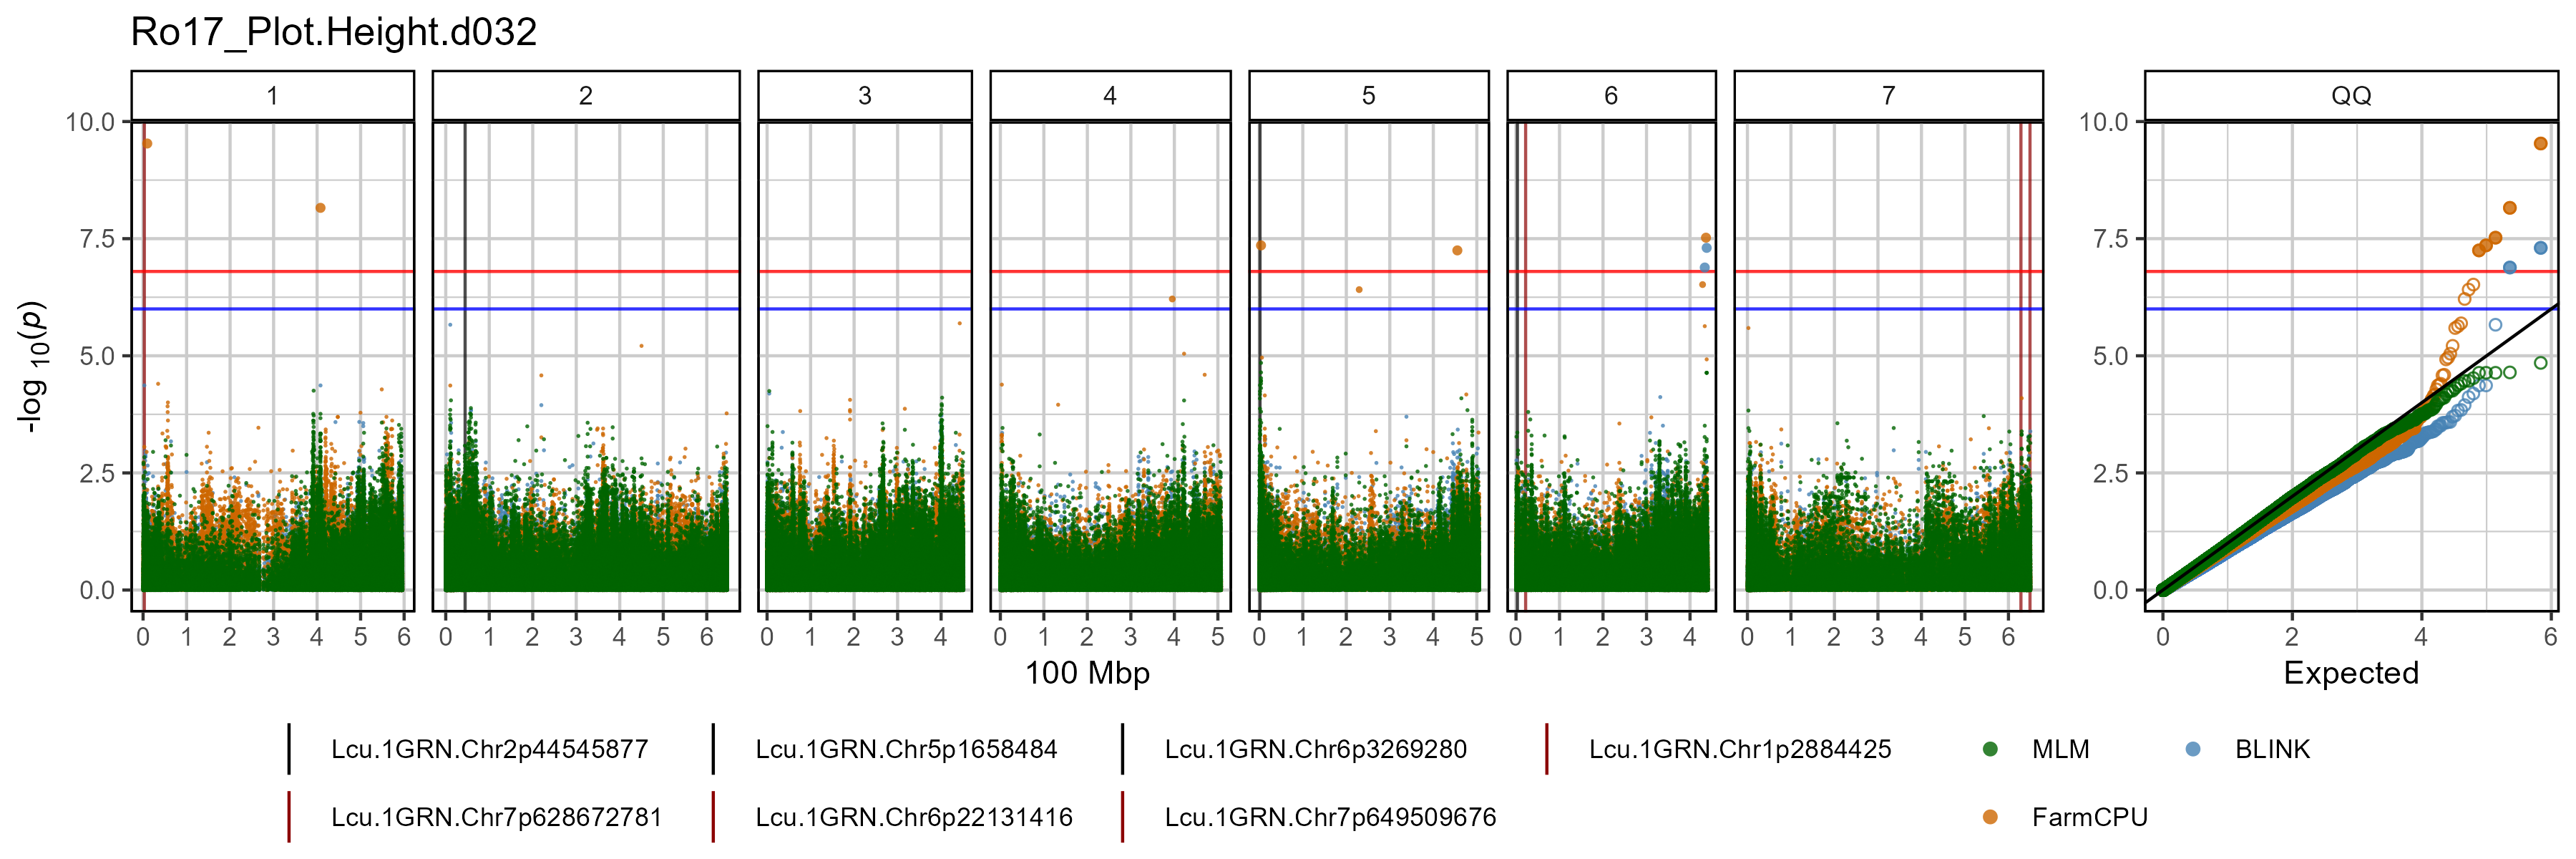 Ro17_Plot.Height.d032
1 2 3 4 5 6 7 QQ
10.0 10.0
7.5 7.5
5.0 5.0
2.5 2.5
0.0 0.0
-log 10(p)
0 1 2 3 4 5 6 0 1 2 3 4 5 6 0 1 2 3 4 0 1 2 3 4 5 0 1 2 3 4 5 0 1 2 3 4 0 1 2 3 4 5 6 0 2 4 6
100 Mbp Expected
Lcu.1GRN.Chr2p44545877 Lcu.1GRN.Chr5p1658484 Lcu.1GRN.Chr6p3269280 Lcu.1GRN.Chr1p2884425 MLM BLINK
Lcu.1GRN.Chr7p628672781 Lcu.1GRN.Chr6p22131416 Lcu.1GRN.Chr7p649509676 FarmCPU